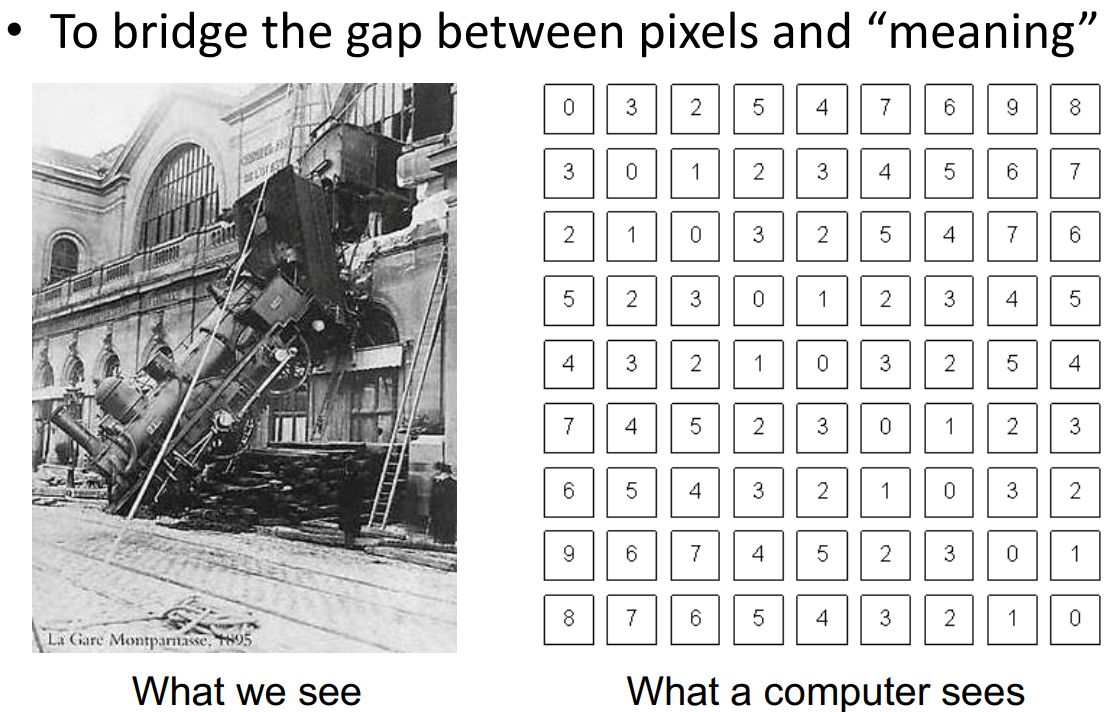 • To bridge the gap between pixels and “meaning”
La Gare Montparnasse, 1895
0 3 2 5 4 7 6 9 8
3 0 1 2 3 4 5 6 7
2 1 0 3 2 5 4 7 6
5 2 3 0 1 2 3 4 5
4 3 2 1 0 3 2 5 4
7 4 5 2 3 0 1 2 3
6 5 4 3 2 1 0 3 2
9 6 7 4 5 2 3 0 1
8 7 6 5 4 3 2 1 0
What we see
What a computer sees